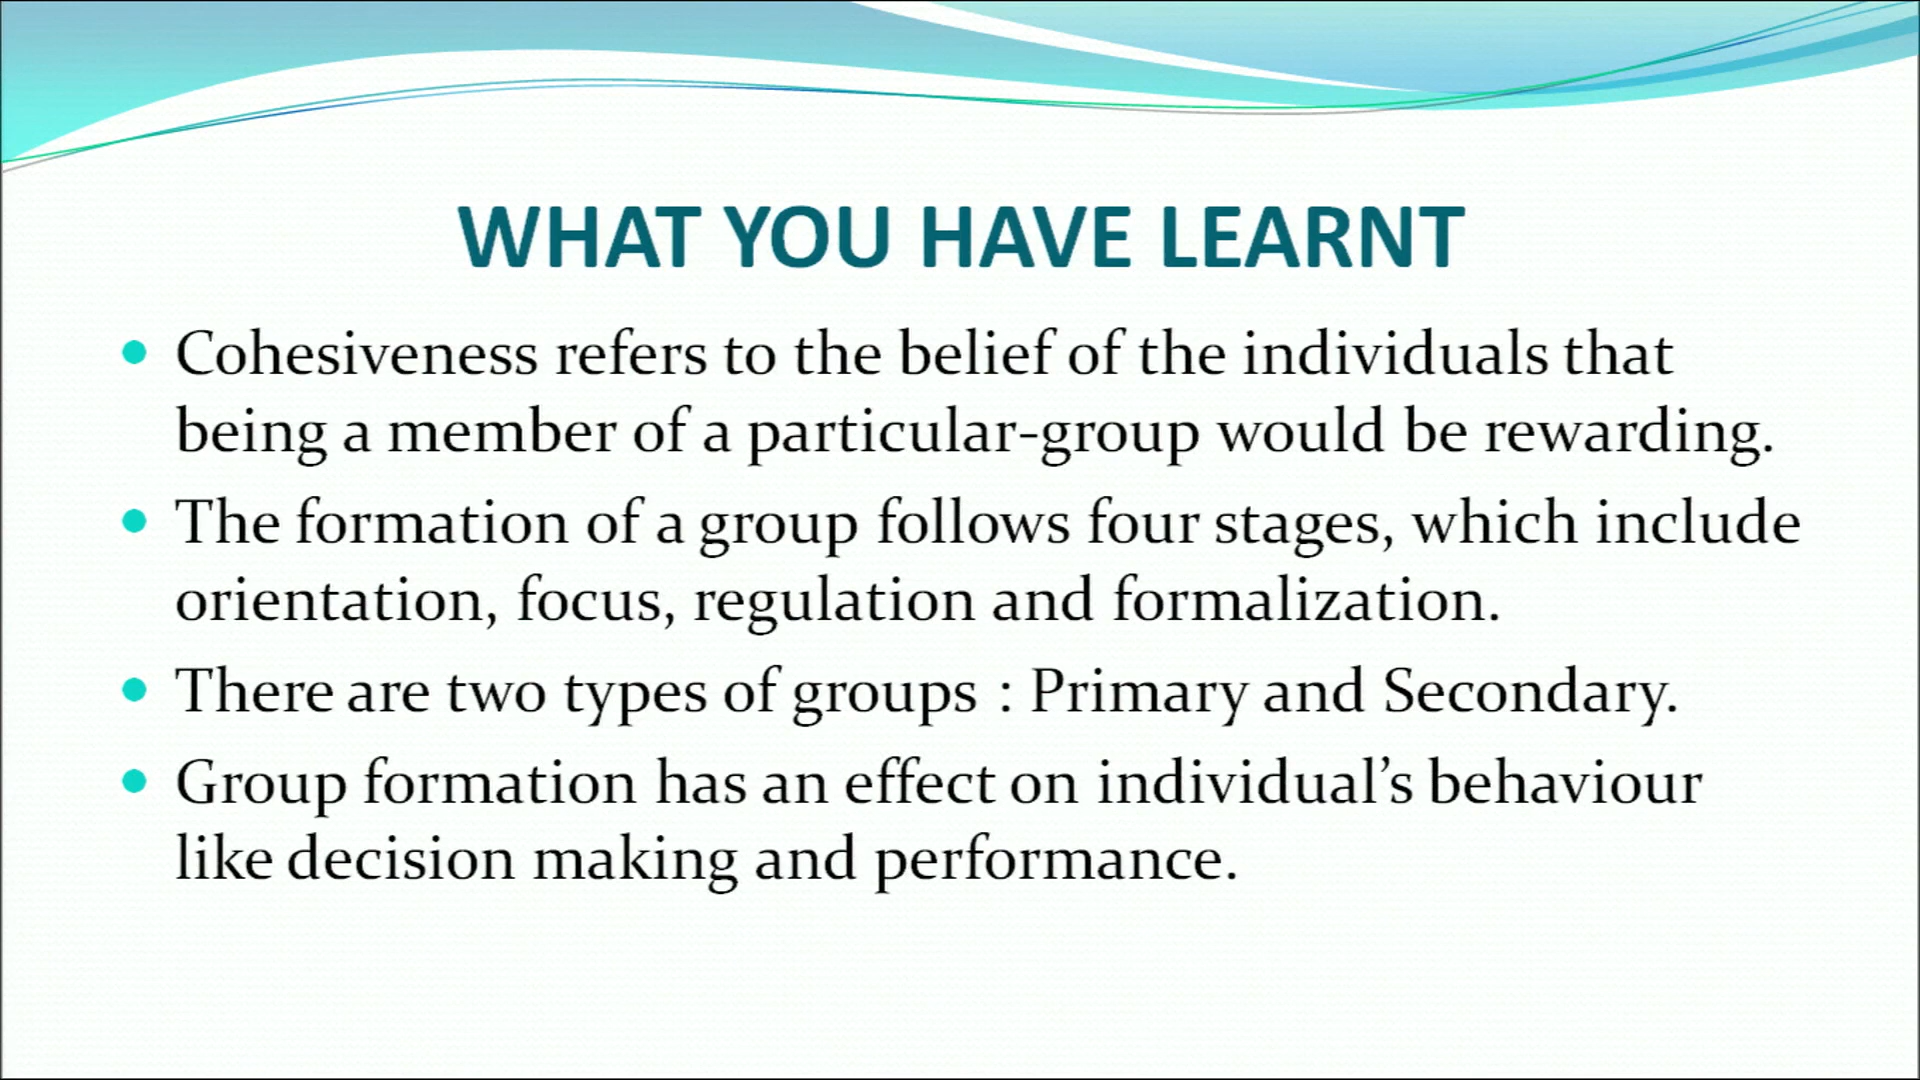 WHAT YOU HAVE LEARNT
• Cohesiveness refers to the belief of the individuals that
being a member of a particular-group would be rewarding.
• The formation of a group follows four stages, which include
orientation, focus, regulation and formalization.
• There are two types of groups : Primary and Secondary.
• Group formation has an effect on individual’s behaviour
like decision making and performance.